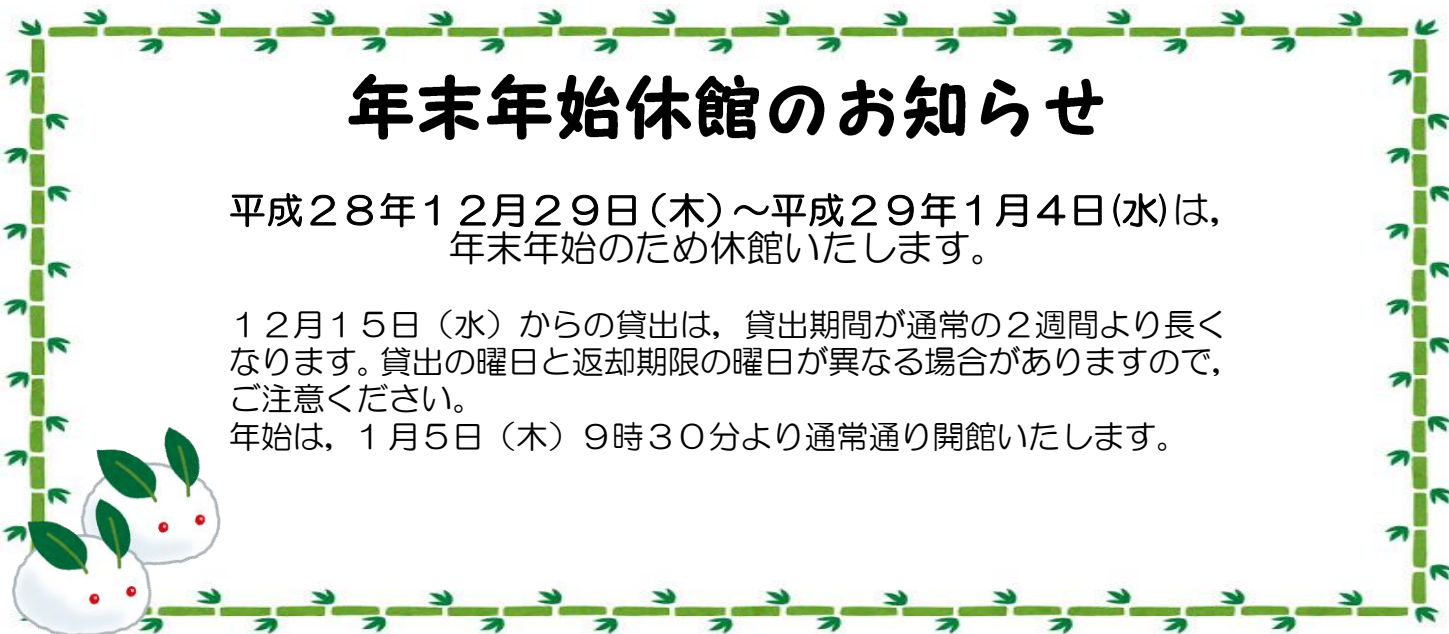 年末年始休館のお知らせ
平成２８年１２月２９日（木）～平成２９年１月４日(水)は，
年末年始のため休館いたします。
１２月１５日（水）からの貸出は，貸出期間が通常の２週間より長く
なります。貸出の曜日と返却期限の曜日が異なる場合がありますので，
ご注意ください。
年始は，１月５日（木）９時３０分より通常通り開館いたします。